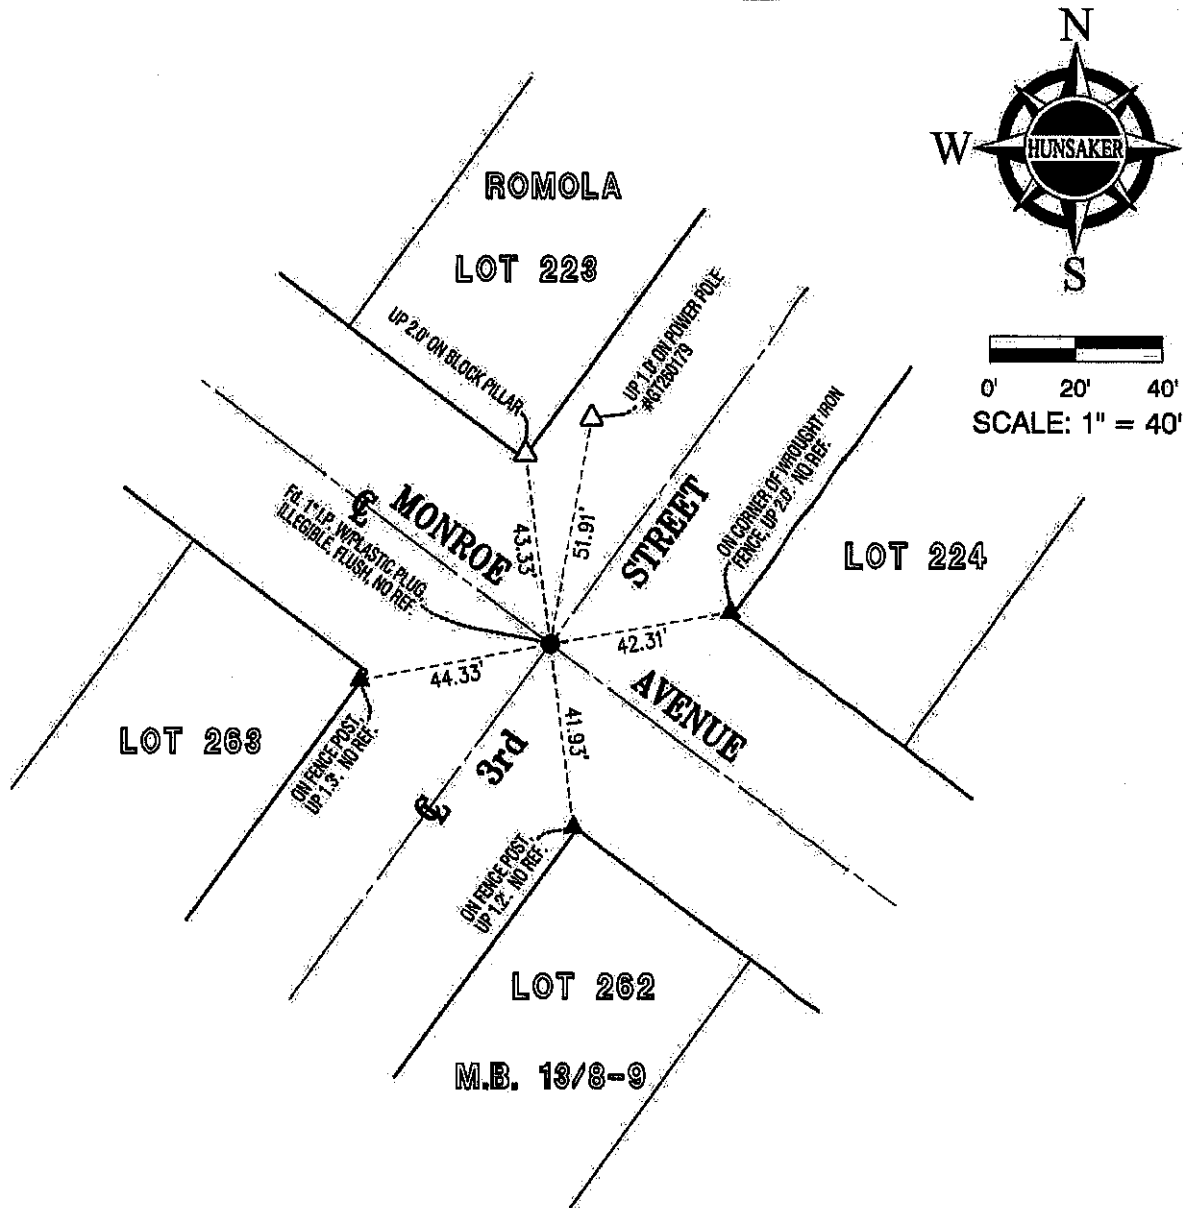 N
W
HUNSAKER
S
0' 20' 40'
SCALE: 1" = 40'
ROMOLA
LOT 223
UP 2.0' ON BLOCK PILLAR
UP 1.0' ON POWER POLE
#GT260179
ON CORNER OF WROUGHT IRON
FENCE, UP 2.0'. NO REF.
Fd. 1" I.P. W/PLASTIC PLUG,
ILLEGIBLE, FLUSH, NO REF.
℄ MONROE
STREET
43.33'
51.91'
LOT 224
42.31'
44.33'
41.93'
AVENUE
LOT 263
ON FENCE POST,
UP 1.3'. NO REF.
℄ 3rd
ON FENCE POST,
UP 1.2'. NO REF.
LOT 262
M.B. 13/8-9